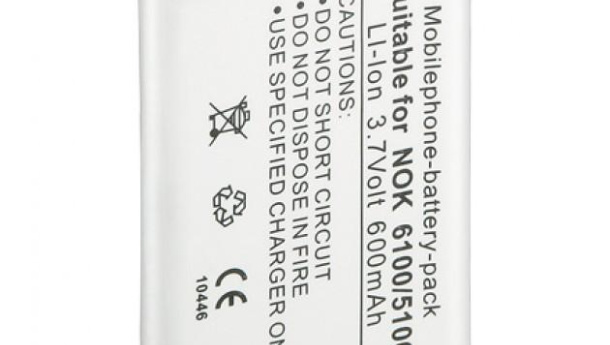 Mobilephone-battery-pack
uitable for NOK 6100/510
LI-Ion 3.7Volt 600mAh
CAUTIONS:
• DO NOT SHORT CIRCUIT
• DO NOT DISPOSE IN FIRE
• USE SPECIFIED CHARGER ON
CE
10446